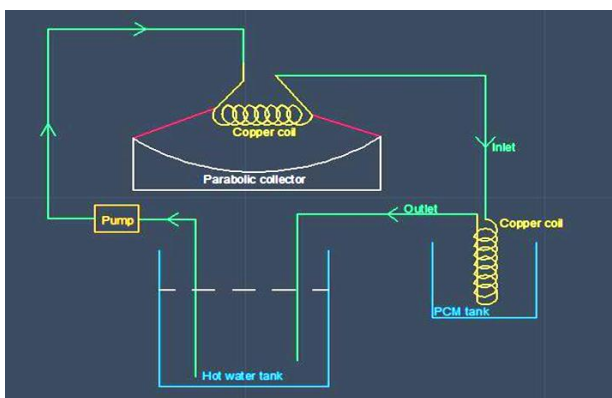 Copper coil
Inlet
Parabolic collector
Outlet
Pump
Copper coil
PCM tank
Hot water tank